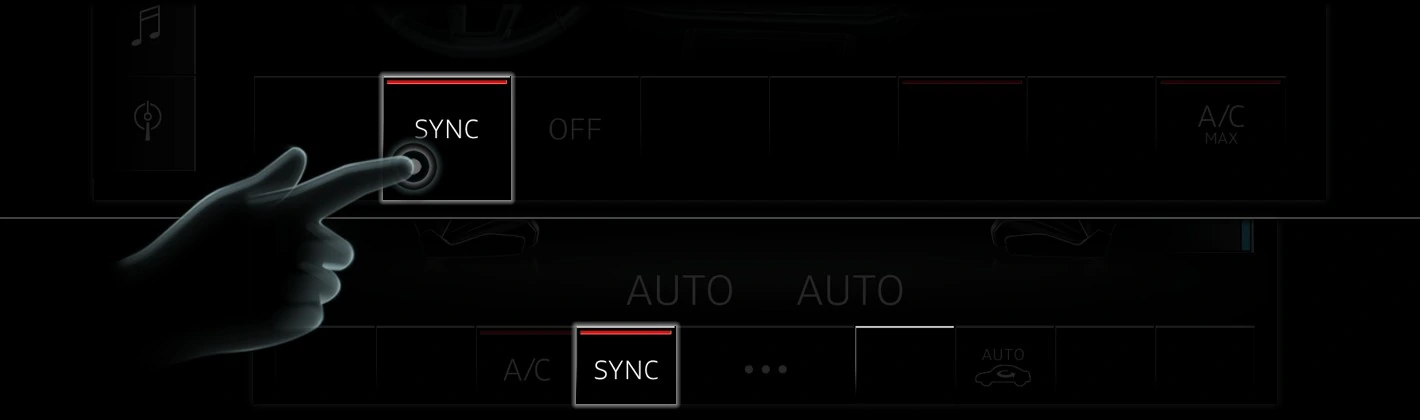 SYNC
OFF
A/C
MAX
AUTO AUTO
A/C
SYNC
AUTO